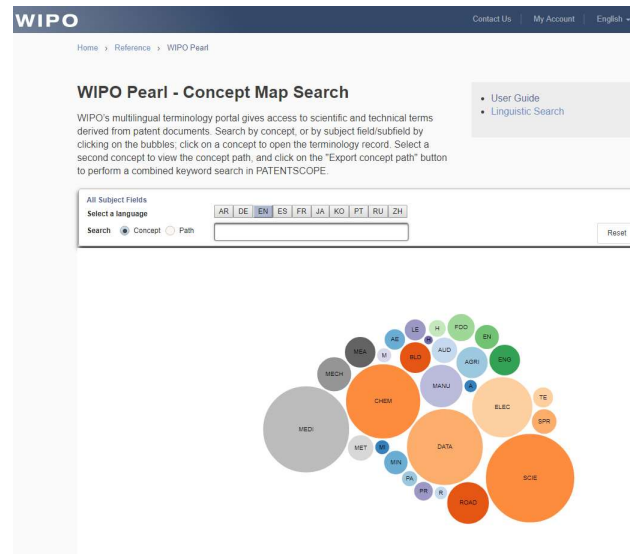 WIPO
Contact Us | My Account | English
Home › Reference › WIPO Pearl
WIPO Pearl - Concept Map Search
WIPO's multilingual terminology portal gives access to scientific and technical terms
derived from patent documents. Search by concept, or by subject field/subfield by
clicking on the bubbles; click on a concept to open the terminology record. Select a
second concept to view the concept path, and click on the "Export concept path" button
to perform a combined keyword search in PATENTSCOPE.
• User Guide
• Linguistic Search
All Subject Fields
Select a language
AR DE EN ES FR JA KO PT RU ZH
Search Concept Path
Reset
LE
H
FOO
AE
H
EN
MEA
M
BLO
AUD
AGRI
ENG
MECH
MANU
A
CHEM
ELEC
TE
SPR
MEDI
MET
MI
DATA
MIN
PA
SCIE
PR
R
ROAD